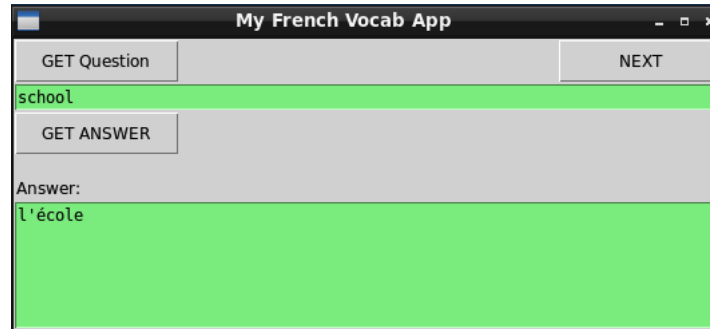 My French Vocab App
GET Question NEXT
school
GET ANSWER
Answer:
l'école